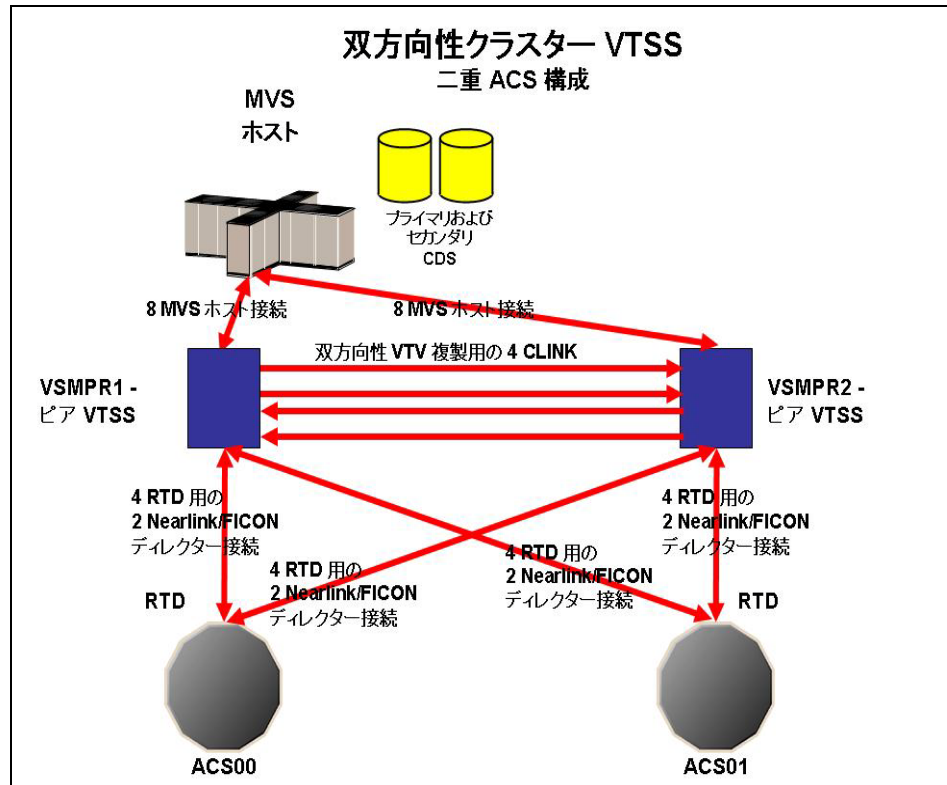 双方向性クラスター VTSS
二重 ACS 構成
MVS
ホスト
プライマリおよび
セカンダリ
CDS
8 MVS ホスト接続
8 MVS ホスト接続
双方向性 VTV 複製用の 4 CLINK
VSMPR1 -
ピア VTSS
VSMPR2 -
ピア VTSS
4 RTD 用の
2 Nearlink/FICON
ディレクター接続
4 RTD 用の
2 Nearlink/FICON
ディレクター接続
4 RTD 用の
2 Nearlink/FICON
ディレクター接続
4 RTD 用の
2 Nearlink/FICON
ディレクター接続
RTD
RTD
ACS00
ACS01